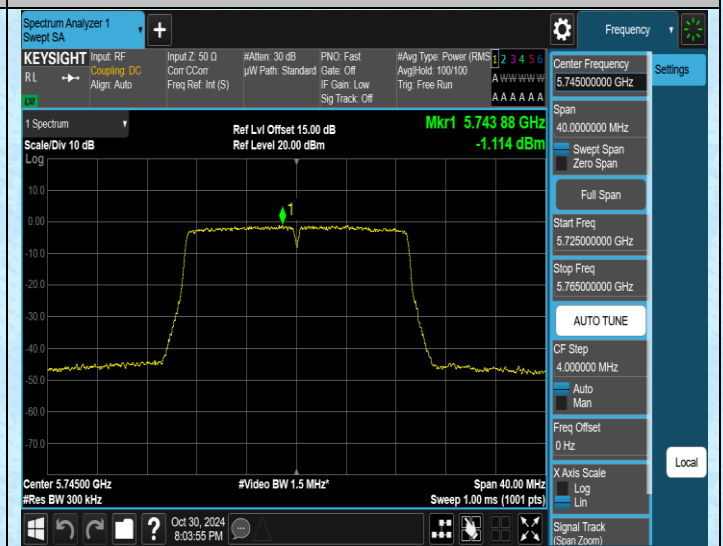 Spectrum Analyzer 1
Swept SA
Frequency
Settings
KEYSIGHT
R L
LXI
Input: RF
Coupling: DC
Align: Auto
Input Z: 50 Ω
Corr CCorr
Freq Ref: Int (S)
#Atten: 30 dB
µW Path: Standard
PNO: Fast
Gate: Off
IF Gain: Low
Sig Track: Off
#Avg Type: Power (RMS
Avg|Hold: 100/100
Trig: Free Run
1 2 3 4 5 6
A W W W W W
A A A A A A
1 Spectrum
Scale/Div 10 dB
Log
Ref Lvl Offset 15.00 dB
Ref Level 20.00 dBm
Mkr1 5.743 88 GHz
-1.114 dBm
1
10.0
0.00
-10.0
-20.0
-30.0
-40.0
-50.0
-60.0
-70.0
Center 5.74500 GHz
#Res BW 300 kHz
#Video BW 1.5 MHz*
Span 40.00 MHz
Sweep 1.00 ms (1001 pts)
Center Frequency
5.745000000 GHz
Span
40.0000000 MHz
Swept Span
Zero Span
Full Span
Start Freq
5.725000000 GHz
Stop Freq
5.765000000 GHz
AUTO TUNE
CF Step
4.000000 MHz
Auto
Man
Freq Offset
0 Hz
X Axis Scale
Log
Lin
Signal Track
(Span Zoom)
Local
?
Oct 30, 2024
8:03:55 PM